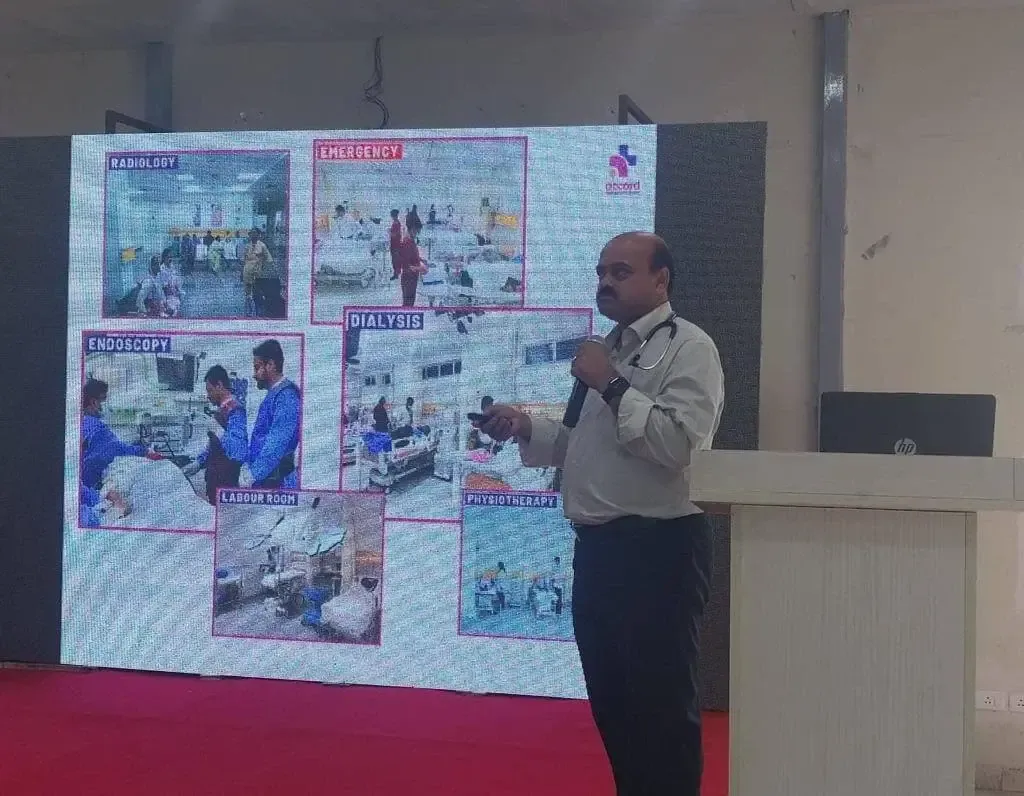 RADIOLOGY
EMERGENCY
accord
ENDOSCOPY
DIALYSIS
LABOUR ROOM
PHYSIOTHERAPY
hp